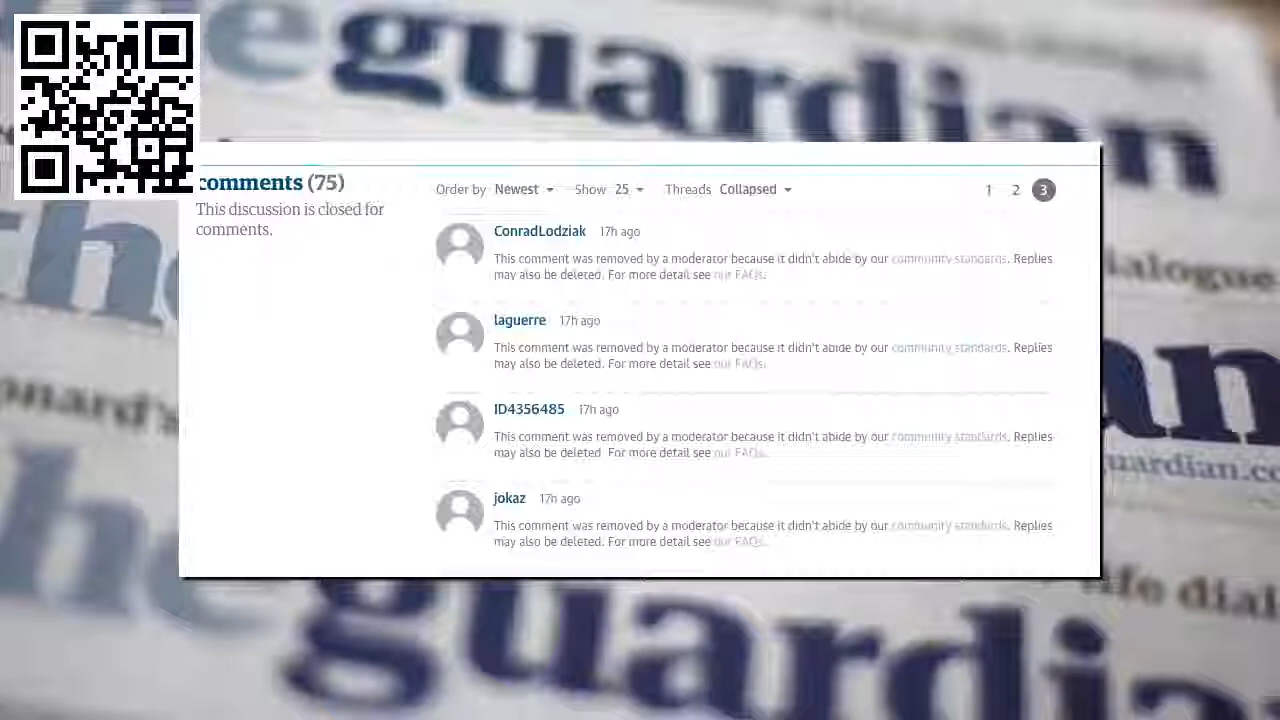 guardian
comments (75)
This discussion is closed for
comments.
Order by Newest Show 25 Threads Collapsed 1 2 3
ConradLodziak 17h ago
This comment was removed by a moderator because it didn't abide by our community standards. Replies
may also be deleted. For more detail see our FAQs.
laguerre 17h ago
This comment was removed by a moderator because it didn't abide by our community standards. Replies
may also be deleted. For more detail see our FAQs.
ID4356485 17h ago
This comment was removed by a moderator because it didn't abide by our community standards. Replies
may also be deleted. For more detail see our FAQs.
jokaz 17h ago
This comment was removed by a moderator because it didn't abide by our community standards. Replies
may also be deleted. For more detail see our FAQs.
guardian